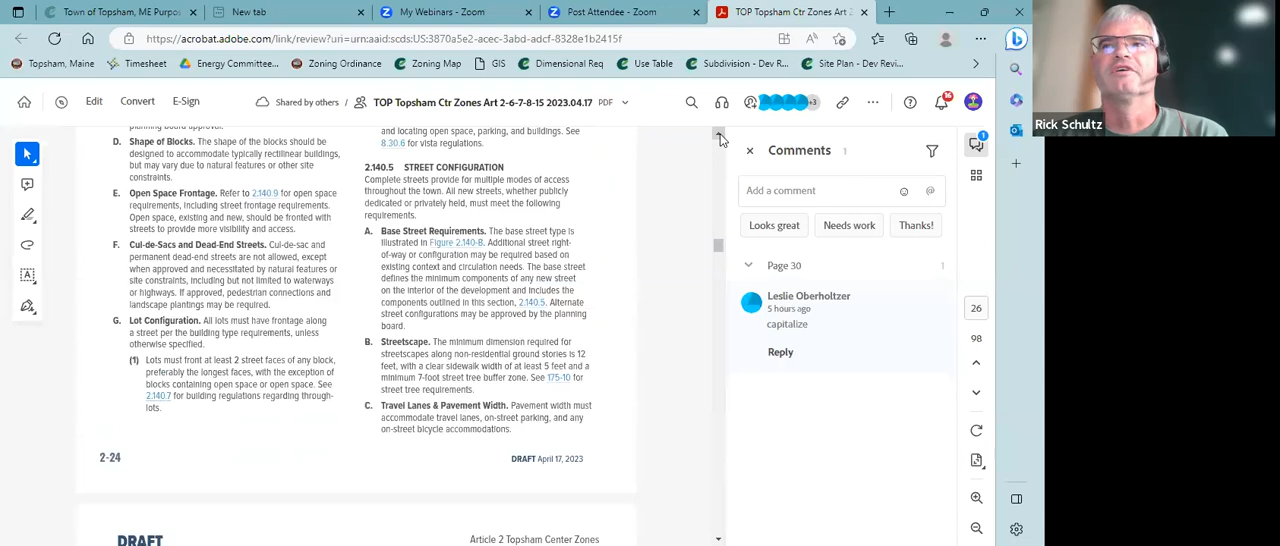 Town of Topsham, ME Purpos
New tab
My Webinars - Zoom
Post Attendee - Zoom
TOP Topsham Ctr Zones Art 2
https://acrobat.adobe.com/link/review?uri=urn:aaid:scds:US:3870a5e2-acec-3abd-adcf-8328e1b2415f
Topsham, Maine
Timesheet
Energy Committee...
Zoning Ordinance
Zoning Map
GIS
Dimensional Req
Use Table
Subdivision - Dev R...
Site Plan - Dev Revi...
Edit
Convert
E-Sign
Shared by others
TOP Topsham Ctr Zones Art 2-6-7-8-15 2023.04.17
PDF
+3
16
planning board approval.
D. Shape of Blocks. The shape of the blocks should be
designed to accommodate typically rectilinear buildings,
but may vary due to natural features or other site
constraints.
E. Open Space Frontage. Refer to 2.140.9 for open space
requirements, including street frontage requirements.
Open space, existing and new, should be fronted with
streets to provide more visibility and access.
F. Cul-de-Sacs and Dead-End Streets. Cul-de-sac and
permanent dead-end streets are not allowed, except
when approved and necessitated by natural features or
site constraints, including but not limited to waterways
or highways. If approved, pedestrian connections and
landscape plantings may be required.
G. Lot Configuration. All lots must have frontage along
a street per the building type requirements, unless
otherwise specified.
(1) Lots must front at least 2 street faces of any block,
preferably the longest faces, with the exception of
blocks containing open space or open space. See
2.140.7 for building regulations regarding through-
lots.
2-24
and locating open space, parking, and buildings. See
8.30.6 for vista regulations.
2.140.5 STREET CONFIGURATION
Complete streets provide for multiple modes of access
throughout the town. All new streets, whether publicly
dedicated or privately held, must meet the following
requirements.
A. Base Street Requirements. The base street type is
illustrated in Figure 2.140-B. Additional street right-
of-way or configuration may be required based on
existing context and circulation needs. The base street
defines the minimum components of any new street
on the interior of the development and includes the
components outlined in this section, 2.140.5. Alternate
street configurations may be approved by the planning
board.
B. Streetscape. The minimum dimension required for
streetscapes along non-residential ground stories is 12
feet, with a clear sidewalk width of at least 5 feet and a
minimum 7-foot street tree buffer zone. See 175-10 for
street tree requirements.
C. Travel Lanes & Pavement Width. Pavement width must
accommodate travel lanes, on-street parking, and any
on-street bicycle accommodations.
DRAFT April 17, 2023
DRAFT
Article 2 Topsham Center Zones
Comments 1
Add a comment
Looks great
Needs work
Thanks!
Page 30
1
Leslie Oberholtzer
5 hours ago
capitalize
Reply
1
26
98
Rick Schultz